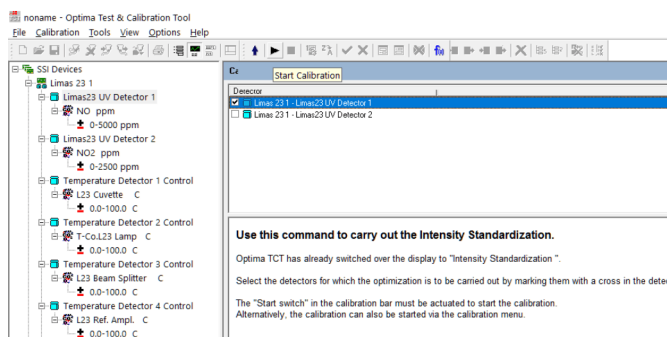 noname - Optima Test & Calibration Tool
File Calibration Tools View Options Help
SSI Devices
Limas 23 1
Limas23 UV Detector 1
NO ppm
0-5000 ppm
Limas23 UV Detector 2
NO2 ppm
0-2500 ppm
Temperature Detector 1 Control
L23 Cuvette C
0.0-100.0 C
Temperature Detector 2 Control
T-Co.L23 Lamp C
0.0-100.0 C
Temperature Detector 3 Control
L23 Beam Splitter C
0.0-100.0 C
Temperature Detector 4 Control
L23 Ref. Ampl. C
0.0-100.0 C
Ca
Start Calibration
Detector
Limas 23 1 - Limas23 UV Detector 1
Limas 23 1 - Limas23 UV Detector 2
Use this command to carry out the Intensity Standardization.
Optima TCT has already switched over the display to "Intensity Standardization ".
Select the detectors for which the optimization is to be carried out by marking them with a cross in the dete
The "Start switch" in the calibration bar must be actuated to start the calibration.
Alternatively, the calibration can also be started via the calibration menu.